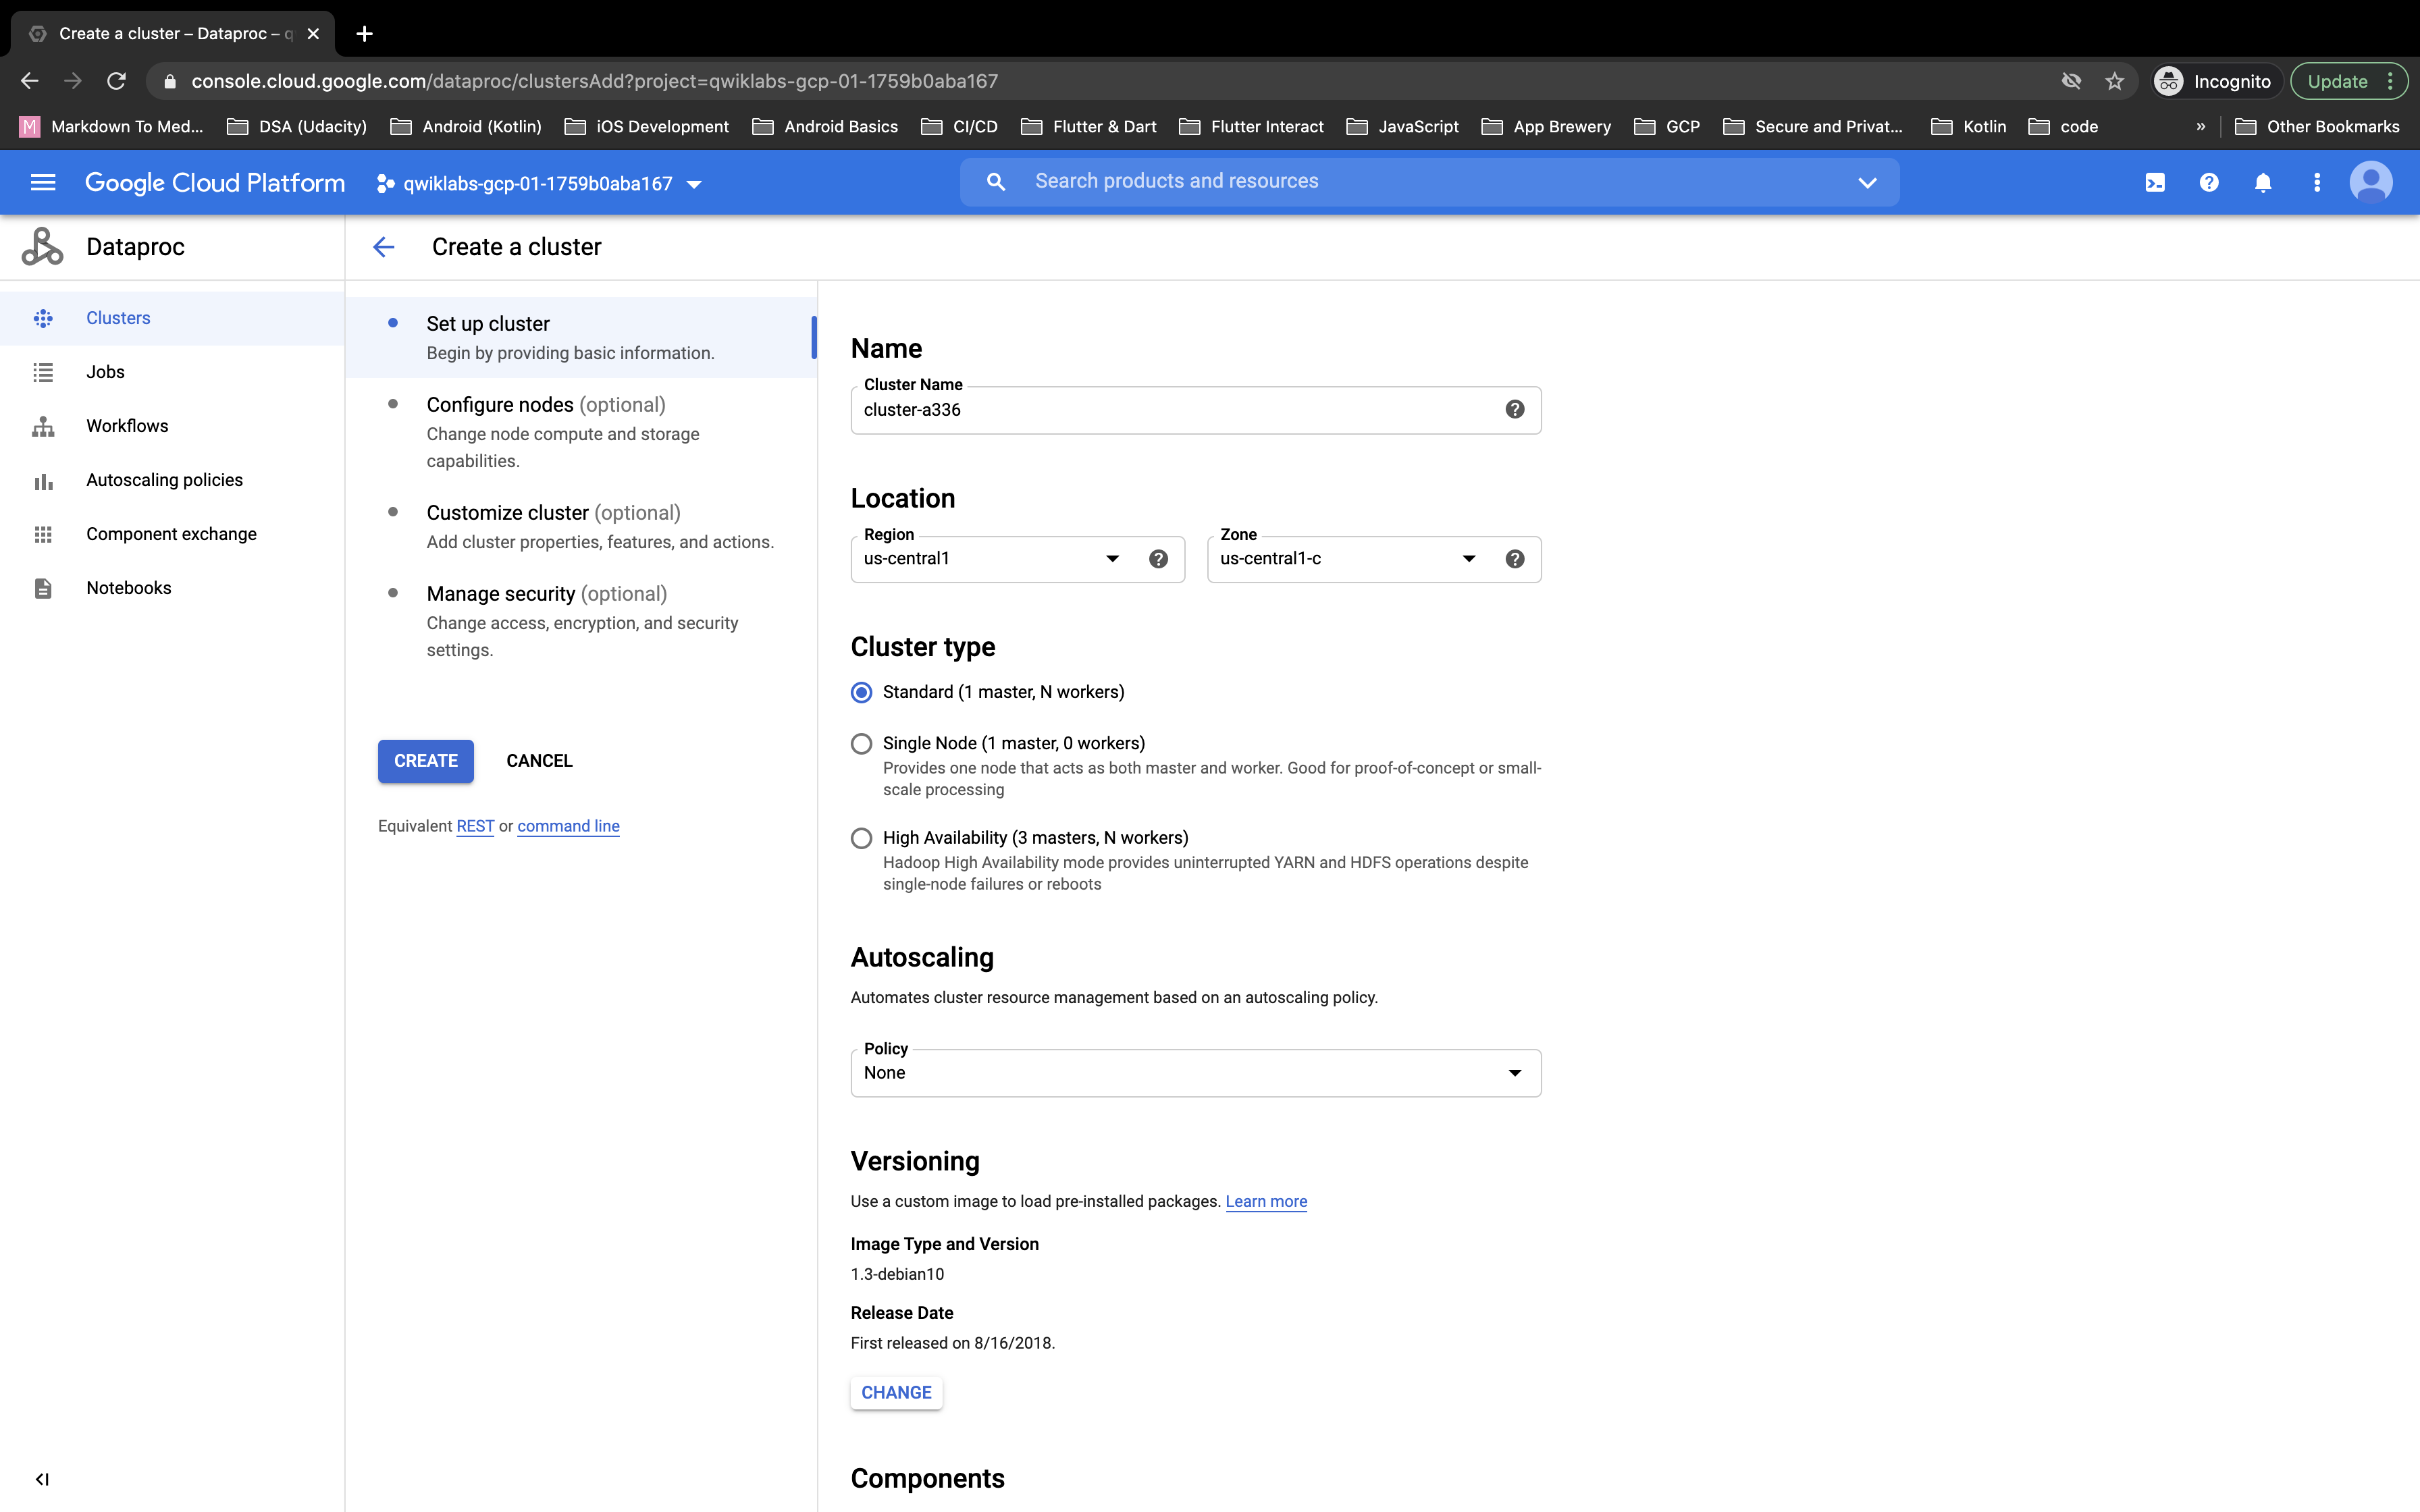 Create a cluster – Dataproc –
console.cloud.google.com/dataproc/clustersAdd?project=qwiklabs-gcp-01-1759b0aba167
Incognito
Update
M
Markdown To Med...
DSA (Udacity)
Android (Kotlin)
iOS Development
Android Basics
CI/CD
Flutter & Dart
Flutter Interact
JavaScript
App Brewery
GCP
Secure and Privat...
Kotlin
code
»
Other Bookmarks
Google Cloud Platform
qwiklabs-gcp-01-1759b0aba167
Search products and resources
Dataproc
Create a cluster
Clusters
Jobs
Workflows
Autoscaling policies
Component exchange
Notebooks
Set up cluster
Begin by providing basic information.
Configure nodes (optional)
Change node compute and storage
capabilities.
Customize cluster (optional)
Add cluster properties, features, and actions.
Manage security (optional)
Change access, encryption, and security
settings.
CREATE
CANCEL
Equivalent REST or command line
Name
Cluster Name
cluster-a336
Location
Region
us-central1
Zone
us-central1-c
Cluster type
Standard (1 master, N workers)
Single Node (1 master, 0 workers)
Provides one node that acts as both master and worker. Good for proof-of-concept or small-
scale processing
High Availability (3 masters, N workers)
Hadoop High Availability mode provides uninterrupted YARN and HDFS operations despite
single-node failures or reboots
Autoscaling
Automates cluster resource management based on an autoscaling policy.
Policy
None
Versioning
Use a custom image to load pre-installed packages. Learn more
Image Type and Version
1.3-debian10
Release Date
First released on 8/16/2018.
CHANGE
Components